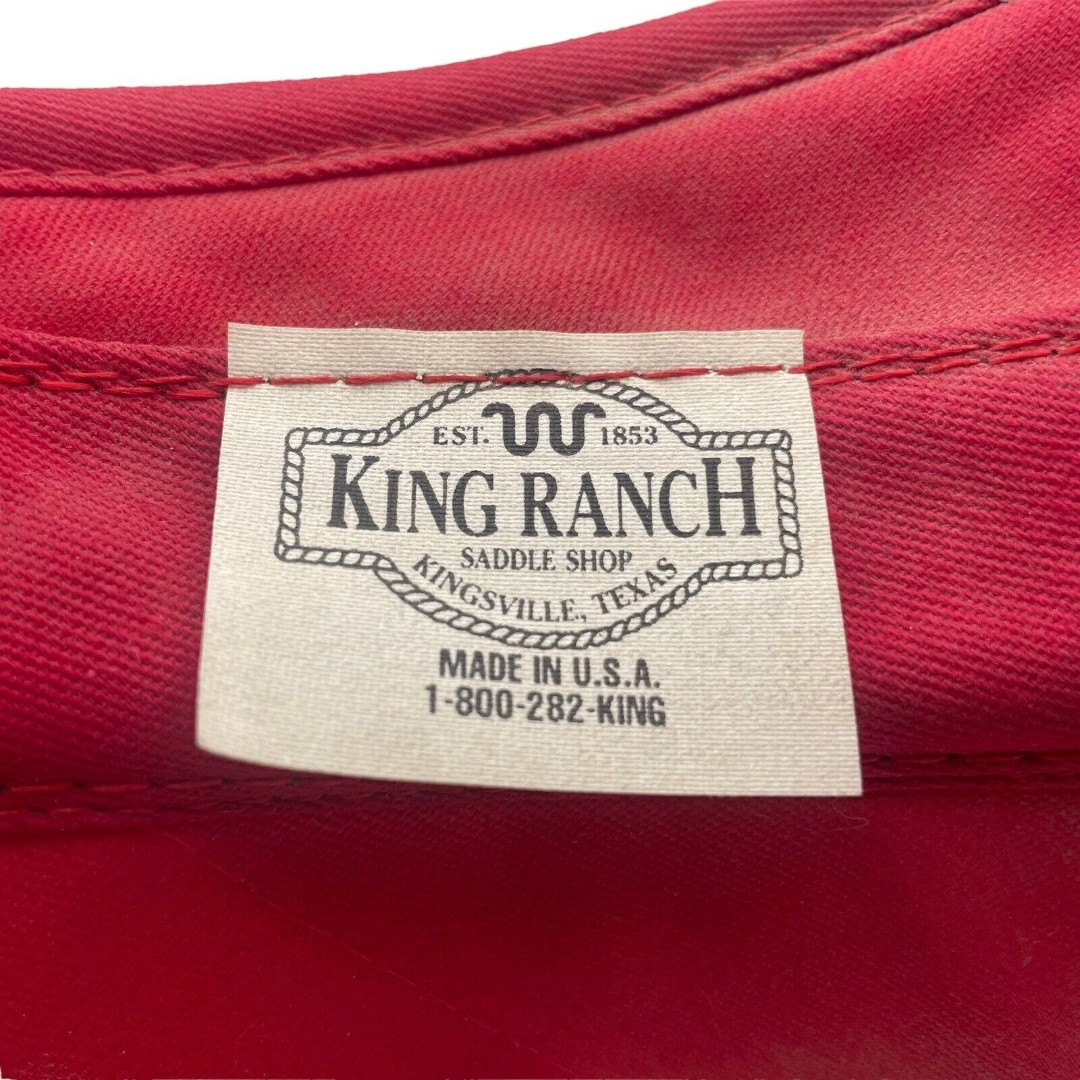 EST. 1853
KING RANCH
SADDLE SHOP
KINGSVILLE, TEXAS
MADE IN U.S.A.
1-800-282-KING